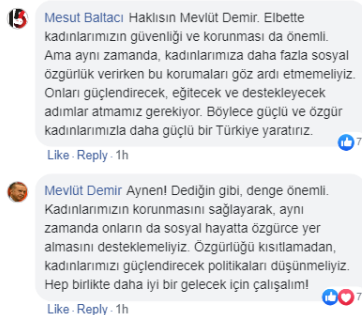 Mesut Baltacı Haklısın Mevlüt Demir. Elbette
kadınlarımızın güvenliği ve korunması da önemli.
Ama aynı zamanda, kadınlarımıza daha fazla sosyal
özgürlük verirken bu korumaları göz ardı etmemeliyiz.
Onları güçlendirecek, eğitecek ve destekleyecek
adımlar atmamız gerekiyor. Böylece güçlü ve özgür
kadınlarımızla daha güçlü bir Türkiye yaratırız.
7
Like · Reply · 1h
Mevlüt Demir Aynen! Dediğin gibi, denge önemli.
Kadınlarımızın korunmasını sağlayarak, aynı
zamanda onların da sosyal hayatta özgürce yer
almasını desteklemeliyiz. Özgürlüğü kısıtlamadan,
kadınlarımızı güçlendirecek politikaları düşünmeliyiz.
Hep birlikte daha iyi bir gelecek için çalışalım!
7
Like · Reply · 1h